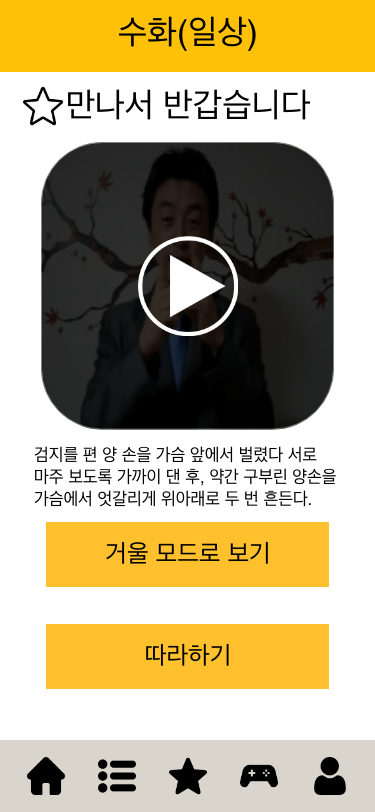 수화(일상)
만나서 반갑습니다
검지를 편 양 손을 가슴 앞에서 벌렸다 서로
마주 보도록 가까이 댄 후, 약간 구부린 양손을
가슴에서 엇갈리게 위아래로 두 번 흔든다.
거울 모드로 보기
따라하기